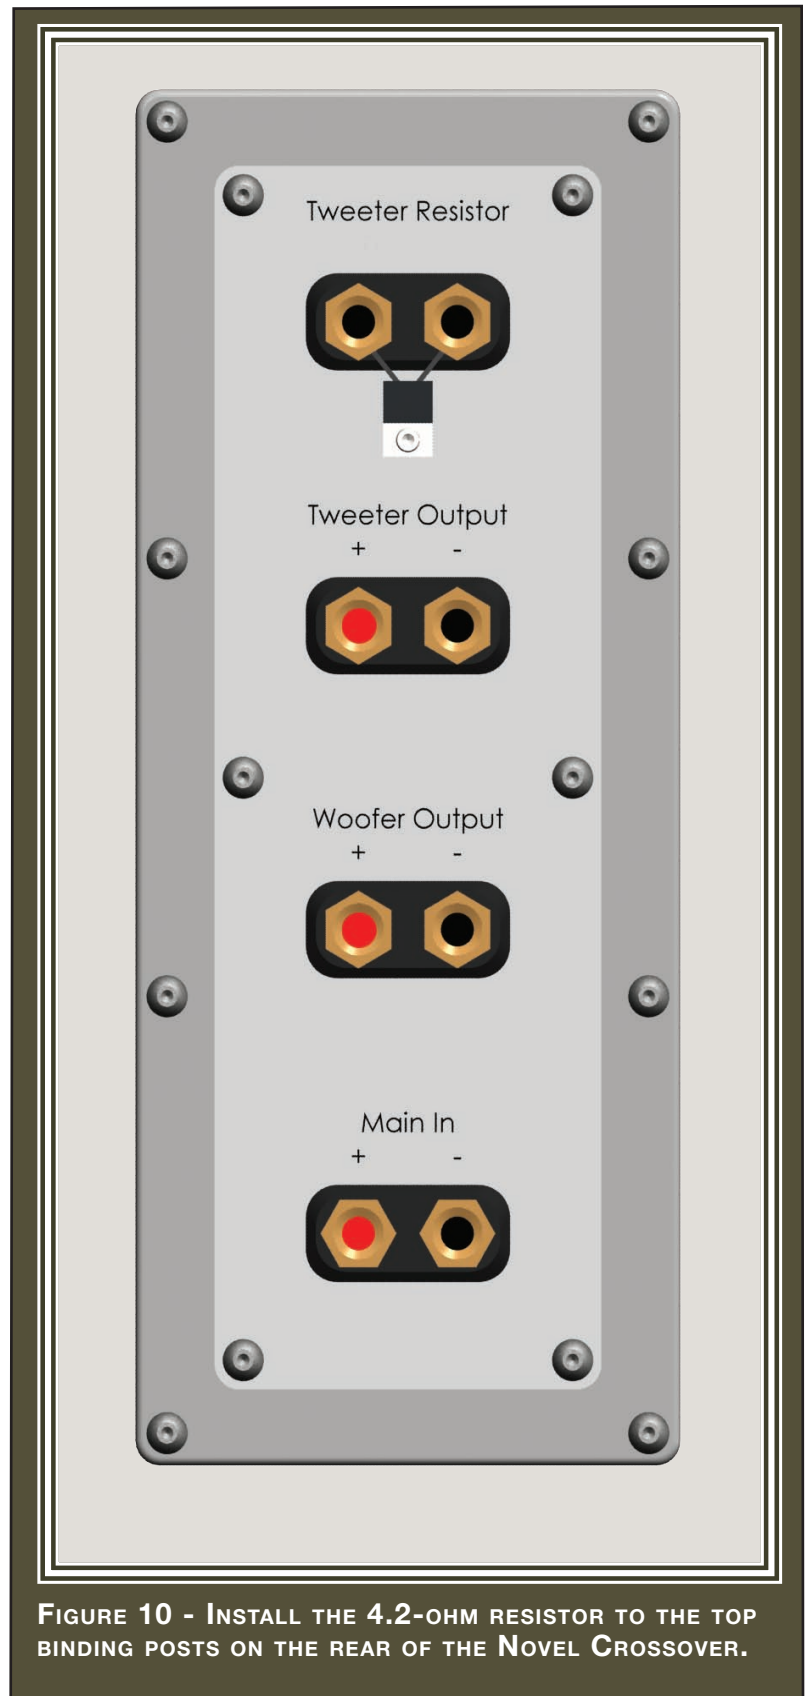 Tweeter Resistor
Tweeter Output
+ -
Woofer Output
+ -
Main In
+ -
FIGURE 10 - INSTALL THE 4.2-OHM RESISTOR TO THE TOP
BINDING POSTS ON THE REAR OF THE NOVEL CROSSOVER.